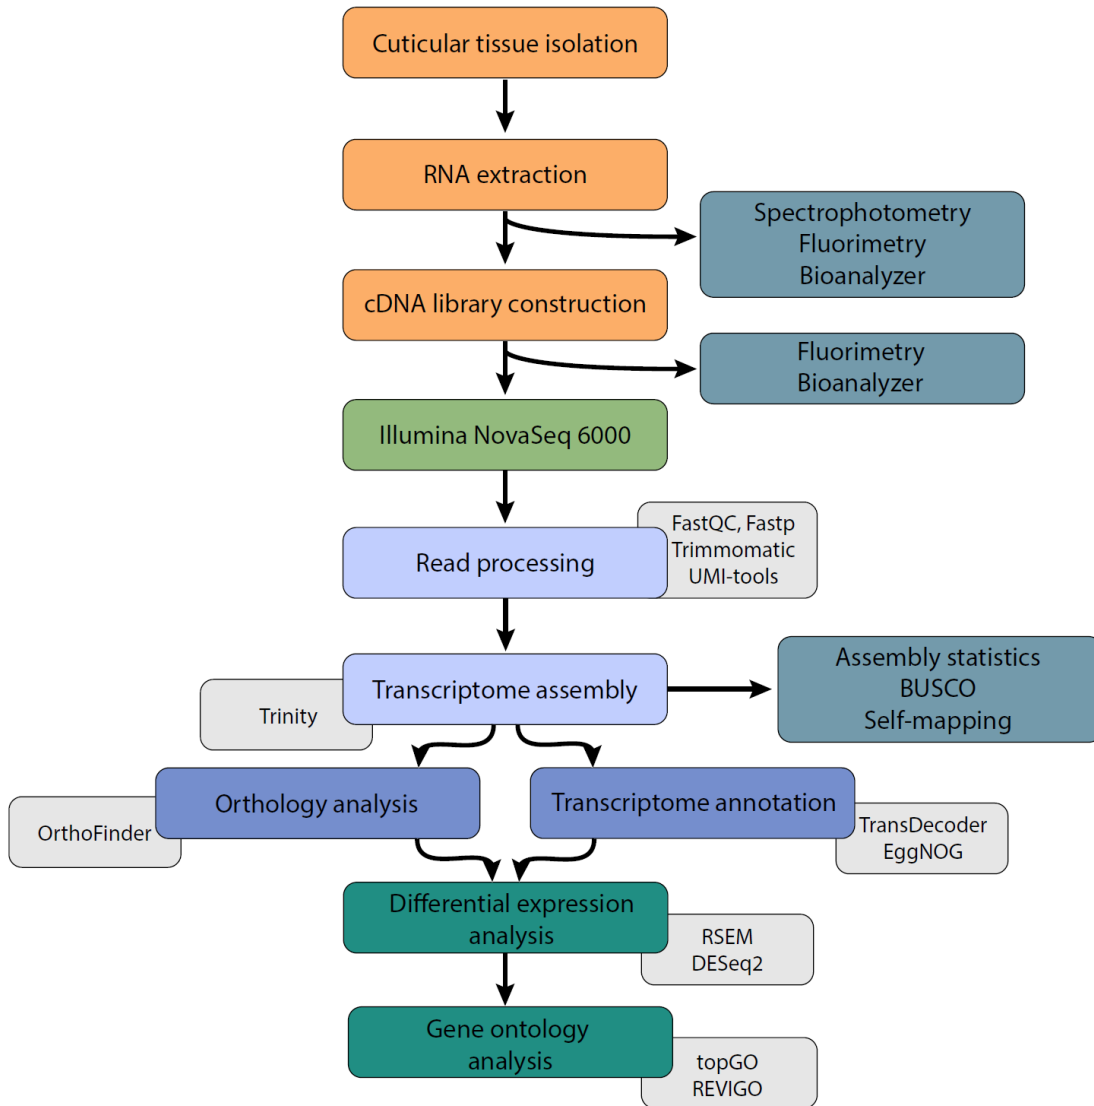 Cuticular tissue isolation
RNA extraction
Spectrophotometry
Fluorimetry
Bioanalyzer
cDNA library construction
Fluorimetry
Bioanalyzer
Illumina NovaSeq 6000
Read processing
FastQC, Fastp
Trimmomatic
UMI-tools
Transcriptome assembly
Trinity
Assembly statistics
BUSCO
Self-mapping
Orthology analysis
OrthoFinder
Transcriptome annotation
TransDecoder
EggNOG
Differential expression
analysis
RSEM
DESeq2
Gene ontology
analysis
topGO
REVIGO